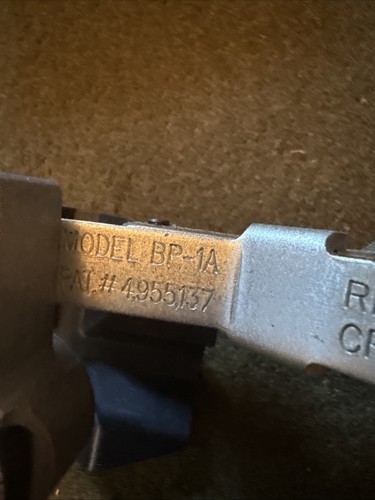 MODEL BP-1A
PAT. # 4,955,137